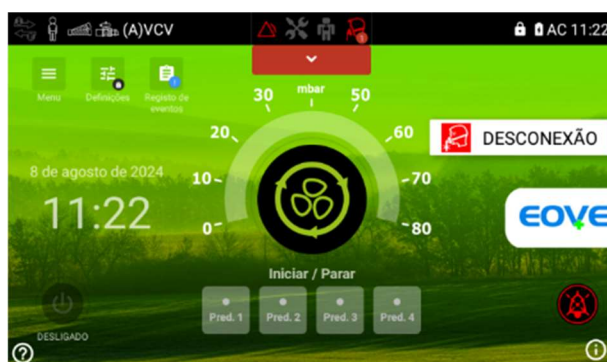 (A)VCV
AC 11:22
1
Menu
Definições
Registo de
eventos
1
mbar
0
10
20
30
50
60
70
80
DESCONEXÃO
8 de agosto de 2024
11:22
EOVE
Iniciar / Parar
Pred. 1
Pred. 2
Pred. 3
Pred. 4
DESLIGADO